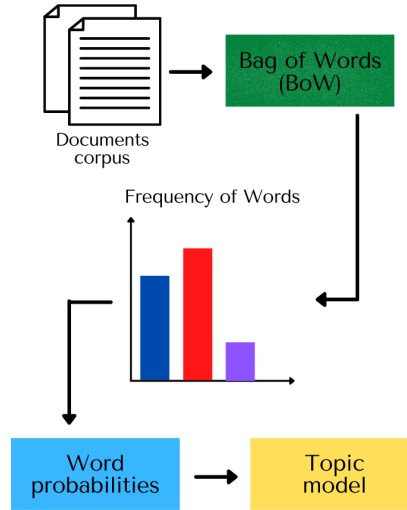 Documents
corpus
Bag of Words
(BoW)
Frequency of Words
Word
probabilities
Topic
model